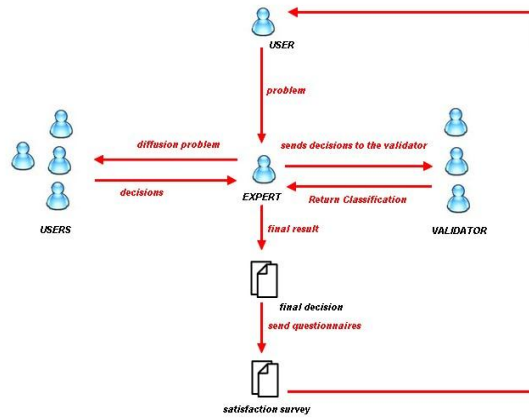 USER
problem
diffusion problem
sends decisions to the validator
decisions
EXPERT
Return Classification
USERS
VALIDATOR
final result
final decision
send questionnaires
satisfaction survey